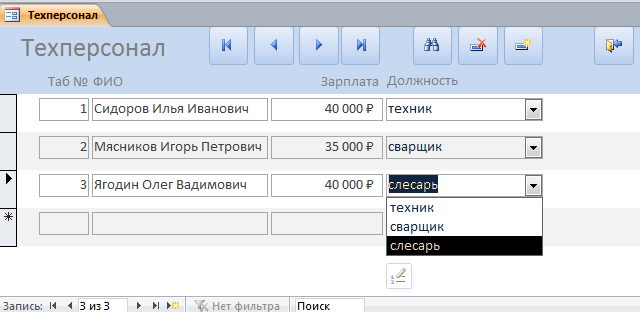 Техперсонал
Техперсонал
Таб № ФИО Зарплата Должность
1 Сидоров Илья Иванович 40 000 ₽ техник
2 Мясников Игорь Петрович 35 000 ₽ сварщик
3 Ягодин Олег Вадимович 40 000 ₽ слесарь
техник
сварщик
слесарь
Запись: 3 из 3 Нет фильтра Поиск